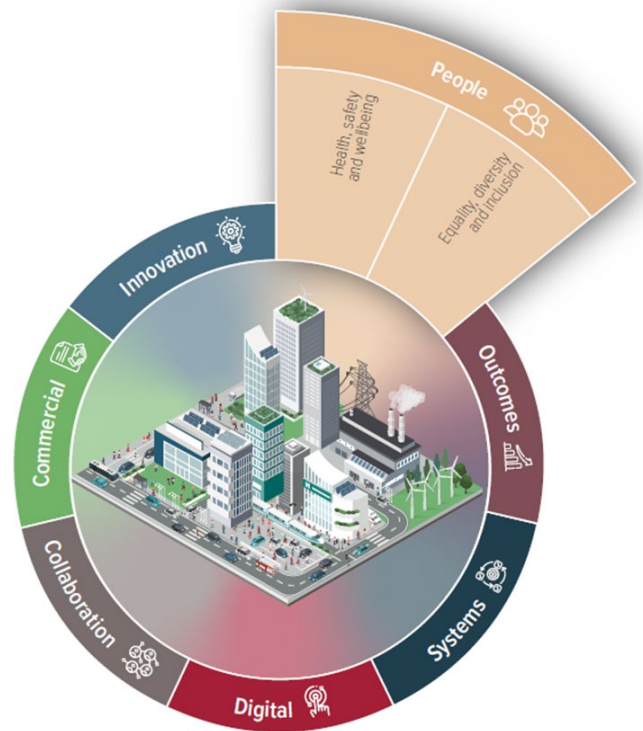 People
Health, safety
and wellbeing
Equality, diversity
and inclusion
Outcomes
Systems
Digital
Collaboration
Commercial
Innovation